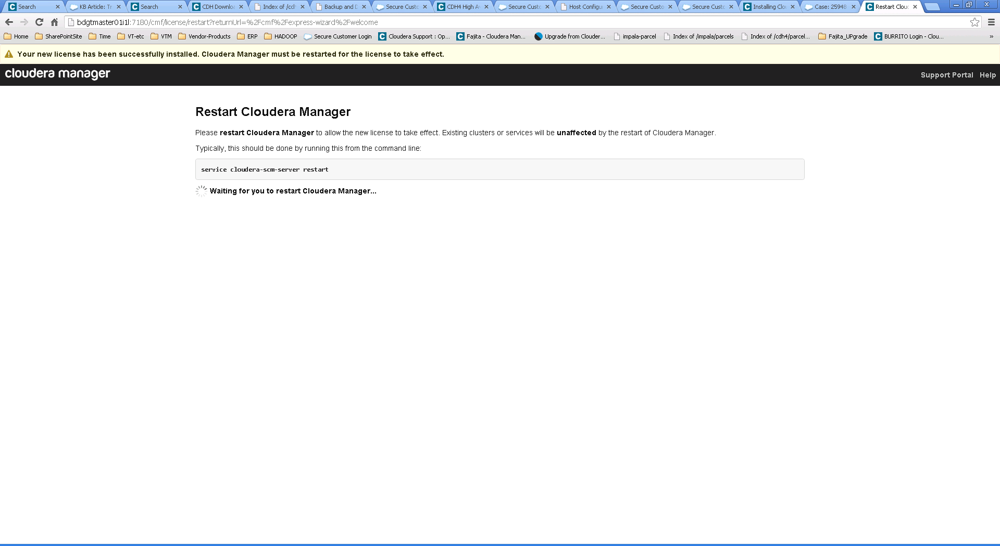 Search
KB Article: Tr
Search
CDH Downloa
Index of /cdh
Backup and D
Secure Custo
CDH4 High Av
Secure Custo
Host Configu
Secure Custo
Secure Custo
Installing Clou
Case: 25948
Restart Cloud
bdgtmaster01i1l:7180/cmf/license/restart?returnUrl=%2Fcmf%2Fexpress-wizard%2Fwelcome
Home
SharePointSite
Time
VT-etc
VTM
Vendor-Products
ERP
HADOOP
Secure Customer Login
Cloudera Support : Op...
Fajita - Cloudera Man...
Upgrade from Clouder...
impala-parcel
Index of /impala/parcels
Index of /cdh4/parcel...
Fajita_UPgrade
BURRITO Login - Clou...
»
Your new license has been successfully installed. Cloudera Manager must be restarted for the license to take effect.
cloudera manager
Support Portal
Help
Restart Cloudera Manager
Please restart Cloudera Manager to allow the new license to take effect. Existing clusters or services will be unaffected by the restart of Cloudera Manager.
Typically, this should be done by running this from the command line:
service cloudera-scm-server restart
Waiting for you to restart Cloudera Manager...